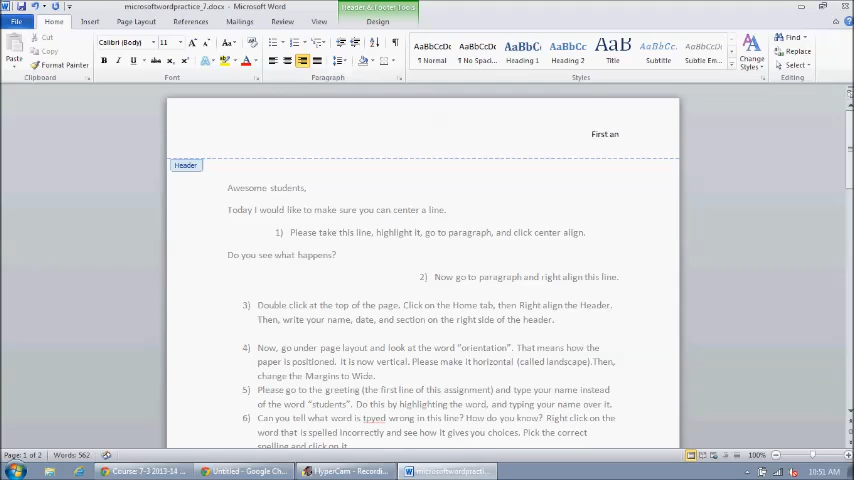 microsoftwordpractice_7.docx - Microsoft Word
Header & Footer Tools
File Home Insert Page Layout References Mailings Review View Design
Cut
Copy
Format Painter
Paste
Clipboard
Calibri (Body) 11
Font
Paragraph
AaBbCcDc AaBbCcDc AaBbC AaBbCc AaB AaBbCc. AaBbCcDc
¶ Normal ¶ No Spaci... Heading 1 Heading 2 Title Subtitle Subtle Em...
Change
Styles
Styles
Find
Replace
Select
Editing
First an
Header
Awesome students,
Today I would like to make sure you can center a line.
1) Please take this line, highlight it, go to paragraph, and click center align.
Do you see what happens?
2) Now go to paragraph and right align this line.
3) Double click at the top of the page. Click on the Home tab, then Right align the Header.
Then, write your name, date, and section on the right side of the header.
4) Now, go under page layout and look at the word "orientation". That means how the
paper is positioned. It is now vertical. Please make it horizontal (called landscape).Then,
change the Margins to Wide.
5) Please go to the greeting (the first line of this assignment) and type your name instead
of the word "students". Do this by highlighting the word, and typing your name over it.
6) Can you tell what word is tpyed wrong in this line? How do you know? Right click on the
word that is spelled incorrectly and see how it gives you choices. Pick the correct
spelling and click on it.
Page: 1 of 2 Words: 562
100%
Course: 7-3 2013-14 Untitled - Google Ch... HyperCam - Recordi... microsoftwordpracti...
10:51 AM